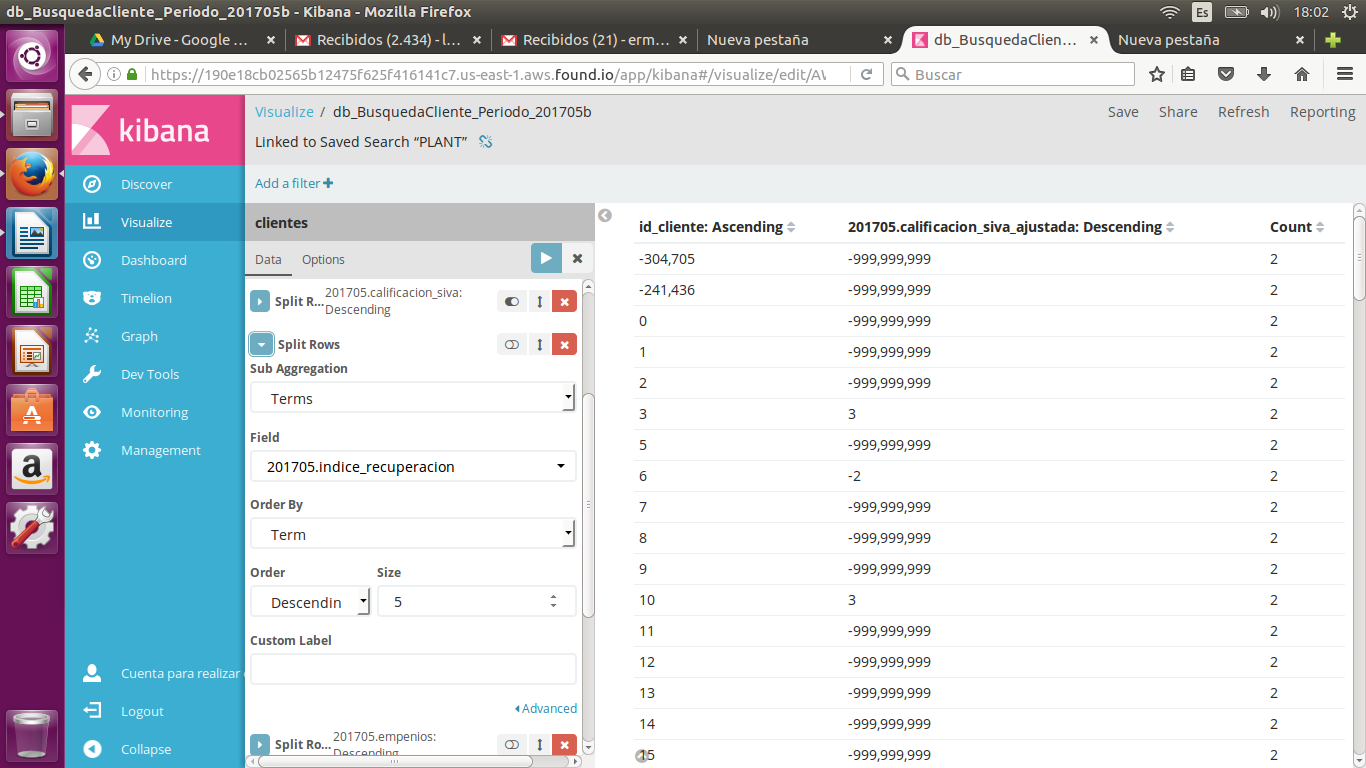 db_BusquedaCliente_Periodo_201705b - Kibana - Mozilla Firefox
Es
18:02
My Drive - Google ...
Recibidos (2.434) - l...
Recibidos (21) - erm...
Nueva pestaña
db_BusquedaClien...
Nueva pestaña
https://190e18cb02565b12475f625f416141c7.us-east-1.aws.found.io/app/kibana#/visualize/edit/AV
Buscar
kibana
Discover
Visualize
Dashboard
Timelion
Graph
Dev Tools
Monitoring
Management
Cuenta para realizar
Logout
Collapse
Visualize / db_BusquedaCliente_Periodo_201705b
Save Share Refresh Reporting
Linked to Saved Search “PLANT”
Add a filter +
clientes
Data Options
Split R... 201705.calificacion_siva: Descending
Split Rows
Sub Aggregation
Terms
Field
201705.indice_recuperacion
Order By
Term
Order Size
Descendin 5
Custom Label
Advanced
Split Ro... 201705.empenios: Descending
id_cliente: Ascending 201705.calificacion_siva_ajustada: Descending Count
-304,705 -999,999,999 2
-241,436 -999,999,999 2
0 -999,999,999 2
1 -999,999,999 2
2 -999,999,999 2
3 3 2
5 -999,999,999 2
6 -2 2
7 -999,999,999 2
8 -999,999,999 2
9 -999,999,999 2
10 3 2
11 -999,999,999 2
12 -999,999,999 2
13 -999,999,999 2
14 -999,999,999 2
15 -999,999,999 2